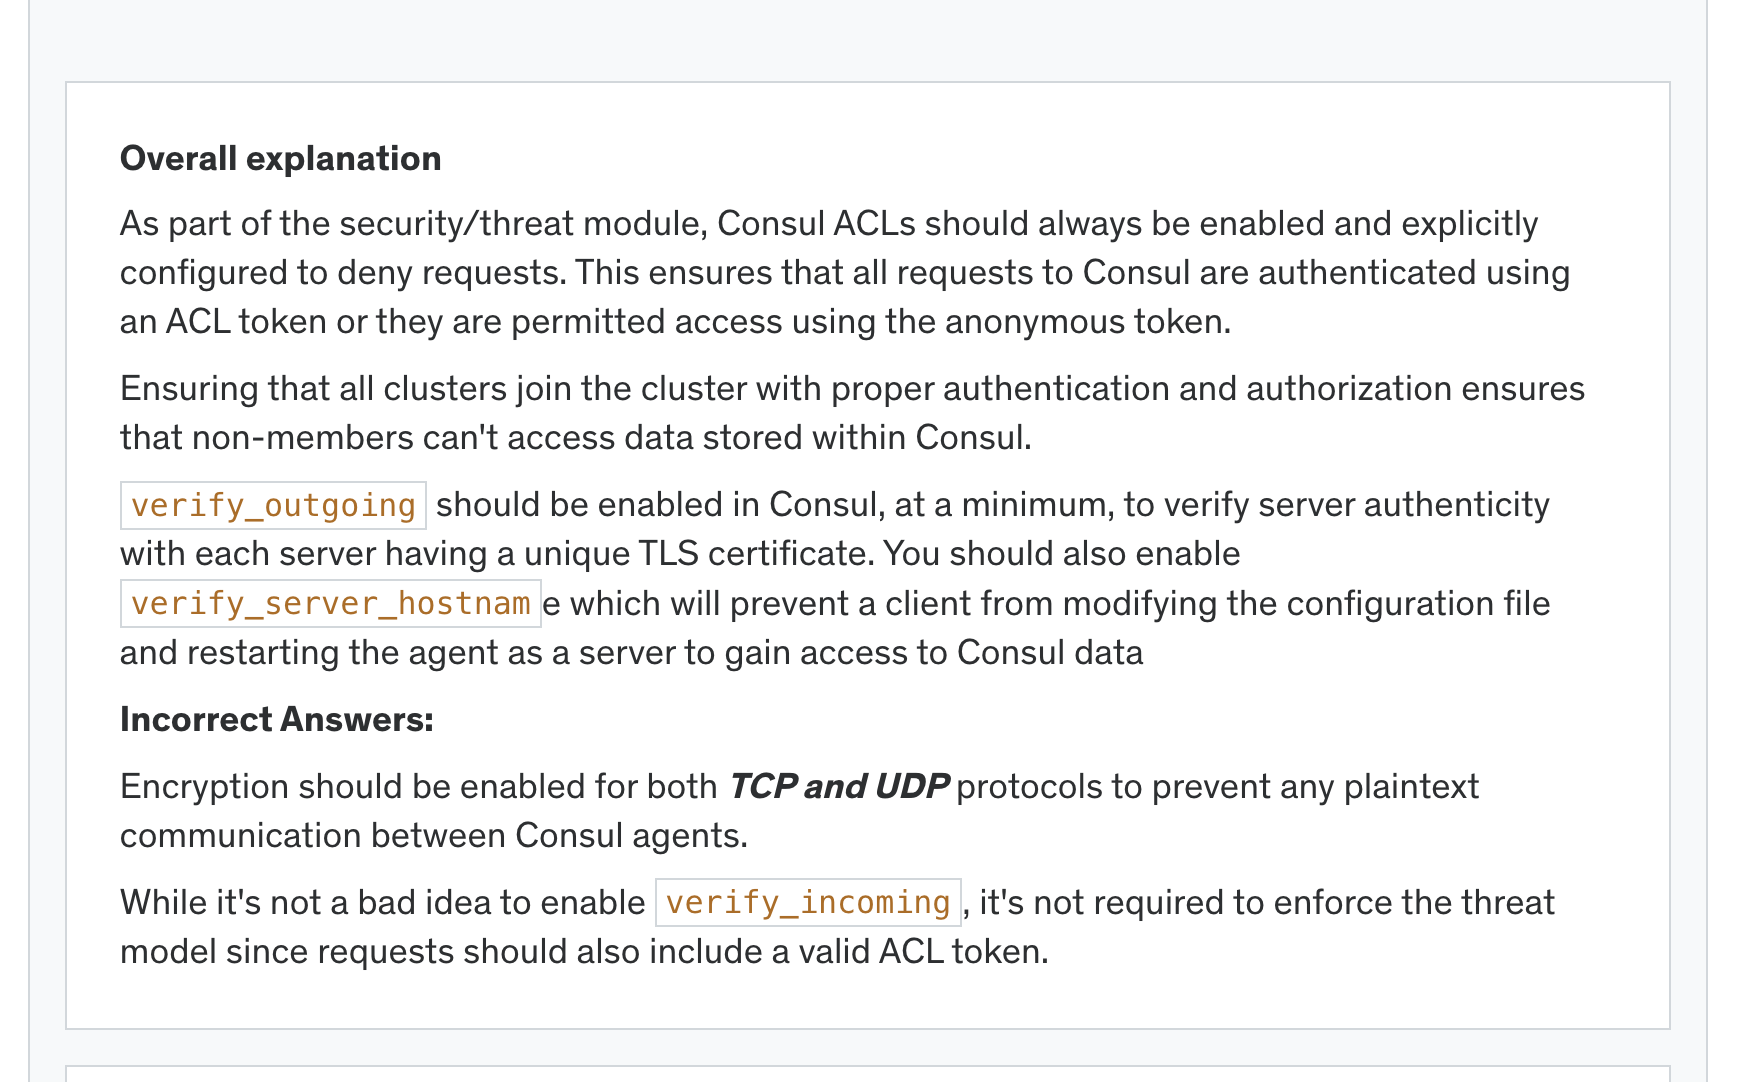 Overall explanation
As part of the security/threat module, Consul ACLs should always be enabled and explicitly
configured to deny requests. This ensures that all requests to Consul are authenticated using
an ACL token or they are permitted access using the anonymous token.
Ensuring that all clusters join the cluster with proper authentication and authorization ensures
that non-members can't access data stored within Consul.
verify_outgoing should be enabled in Consul, at a minimum, to verify server authenticity
with each server having a unique TLS certificate. You should also enable
verify_server_hostnam e which will prevent a client from modifying the configuration file
and restarting the agent as a server to gain access to Consul data
Incorrect Answers:
Encryption should be enabled for both TCP and UDP protocols to prevent any plaintext
communication between Consul agents.
While it's not a bad idea to enable verify_incoming, it's not required to enforce the threat
model since requests should also include a valid ACL token.